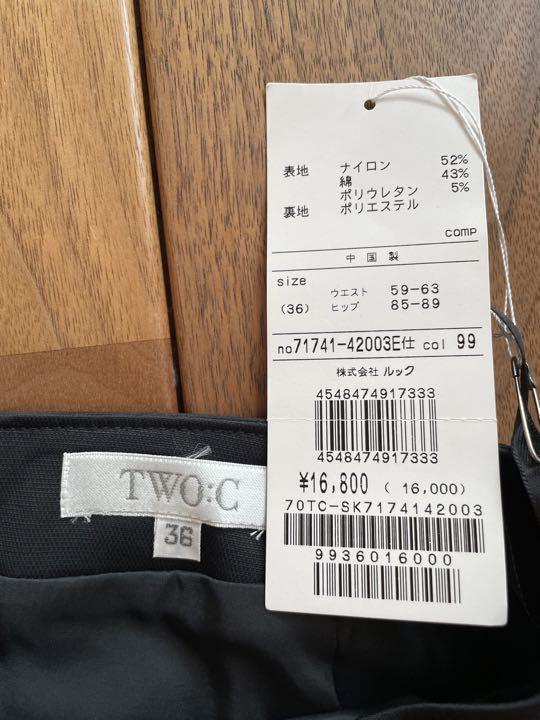 表地 ナイロン 52%
綿 43%
ポリウレタン 5%
裏地 ポリエステル
comp
中国製
size
ウエスト 59-63
(36) ヒップ 85-89
no71741-42003E仕 col 99
株式会社 ルック
4548474917333
4548474917333
¥16,800 ( 16,000)
70TC-SK7174142003
9936016000
TWO:C
36